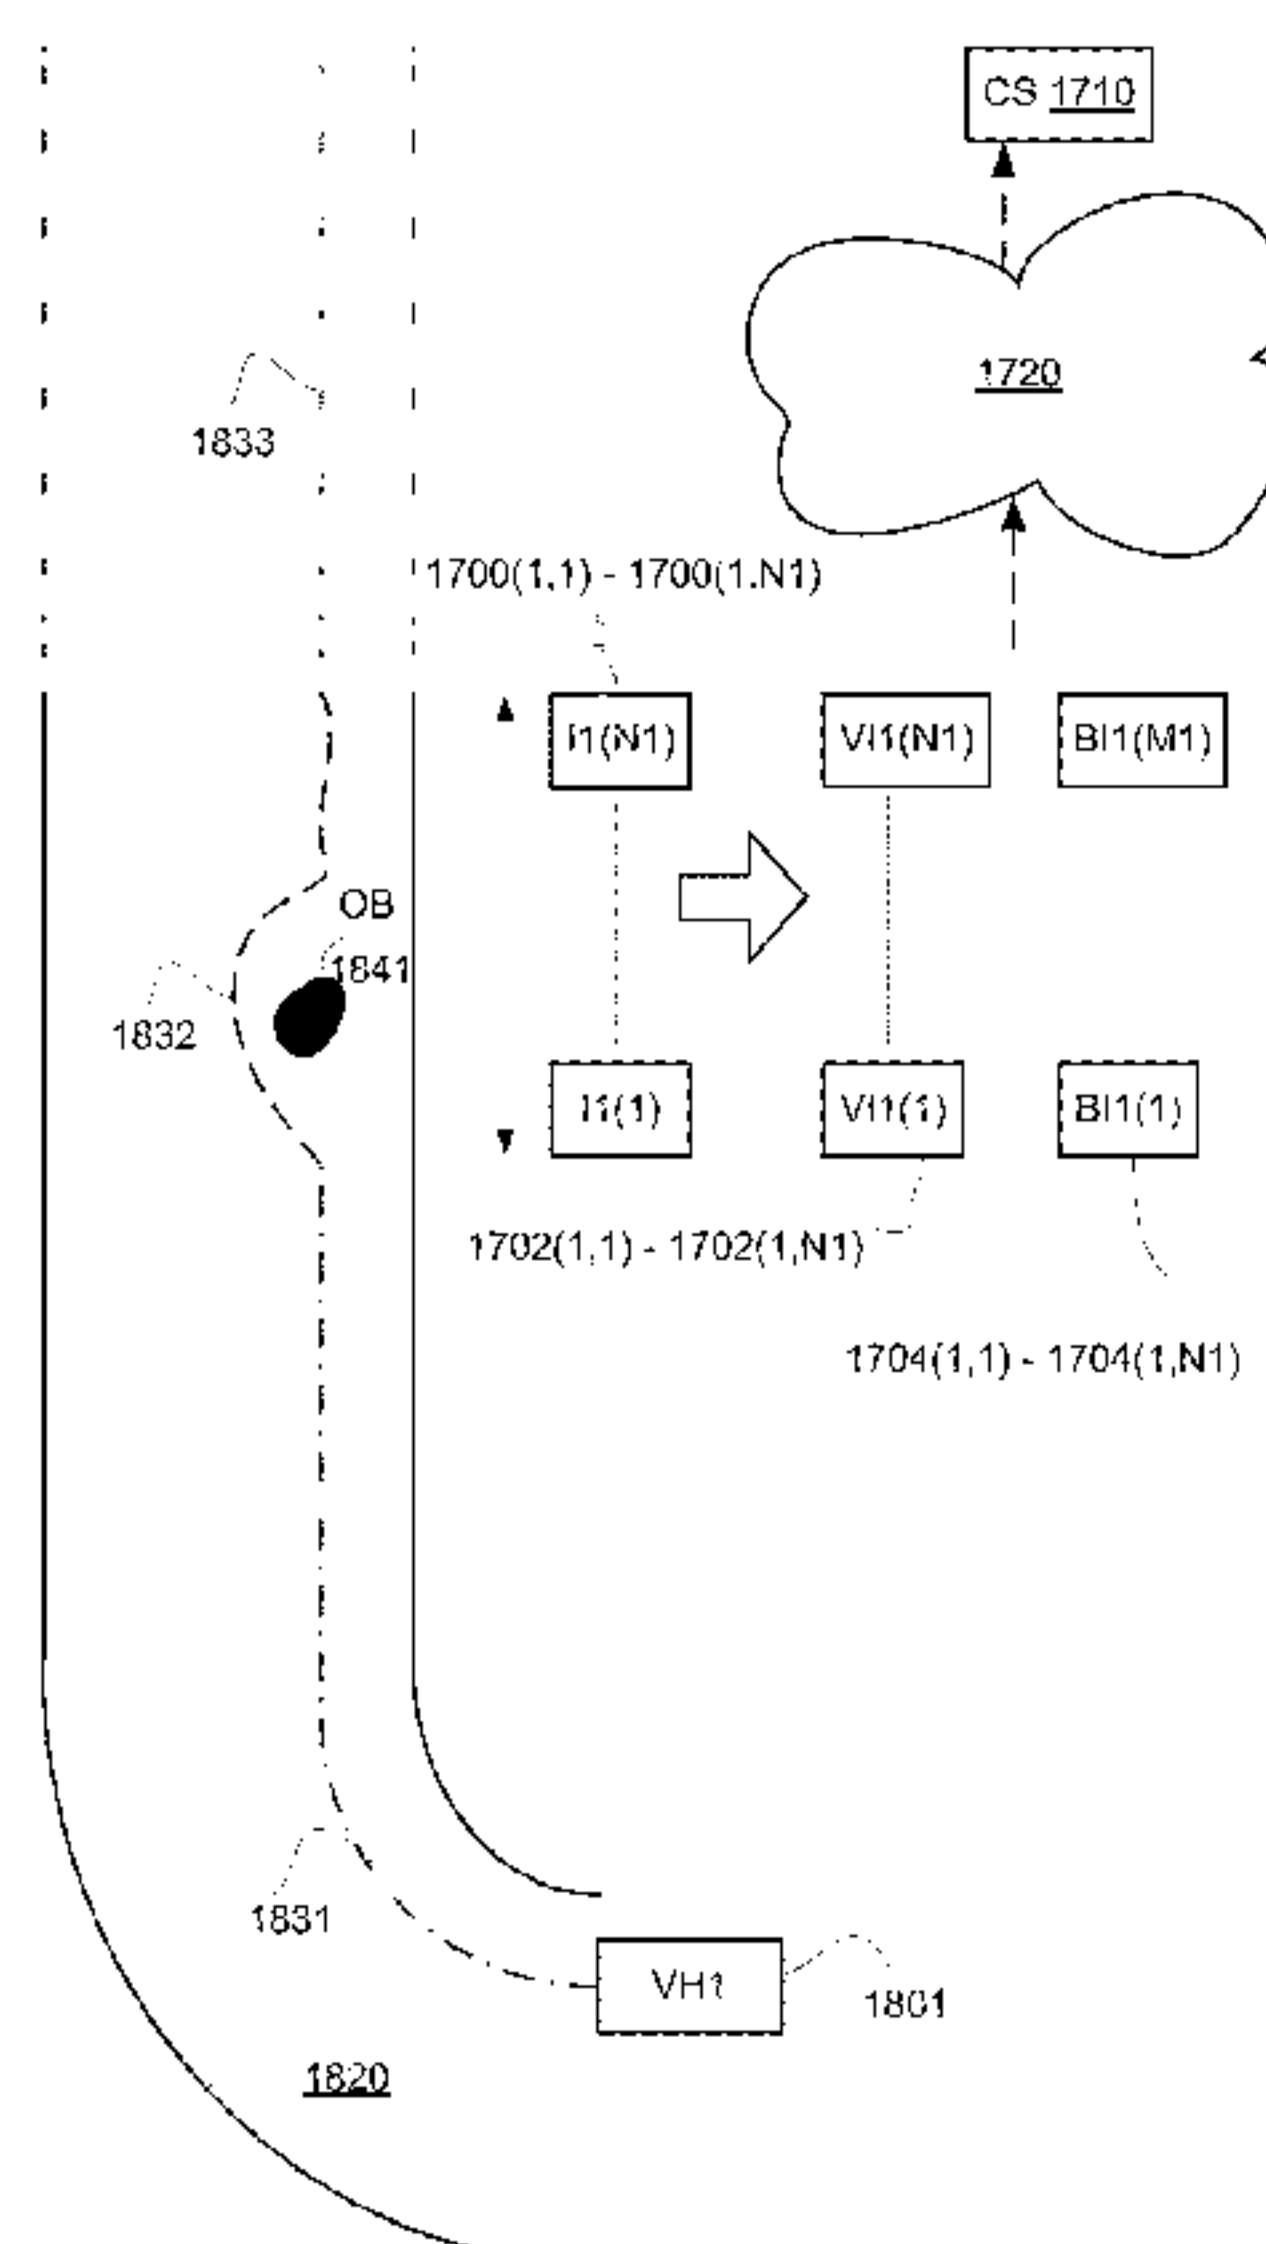 CS 1710
1720
1833
1700(1,1) - 1700(1.N1)
I1(N1) VI1(N1) BI1(M1)
OB
1841
1832
I1(1) VI1(1) BI1(1)
1702(1,1) - 1702(1,N1)
1704(1,1) - 1704(1,N1)
1831
VH1
1801
1820